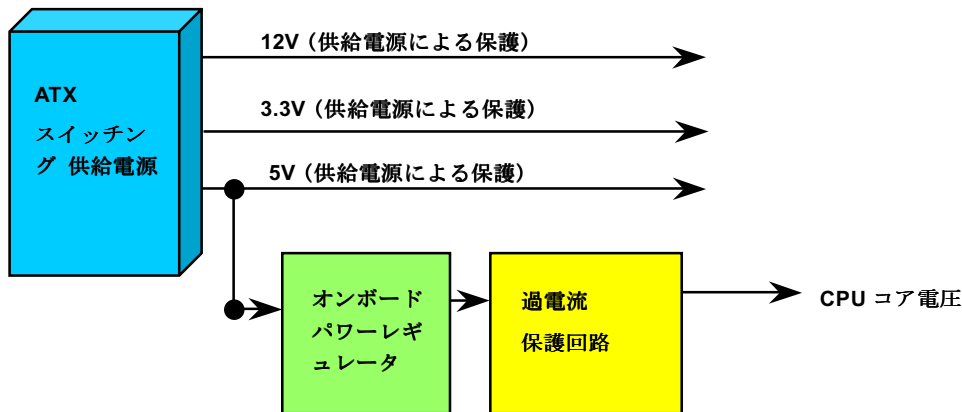 12V (供給電源による保護)
ATX
スイッチン
グ 供給電源
3.3V (供給電源による保護)
5V (供給電源による保護)
オンボード
パワーレギ
ュレータ
過電流
保護回路
CPU コア電圧